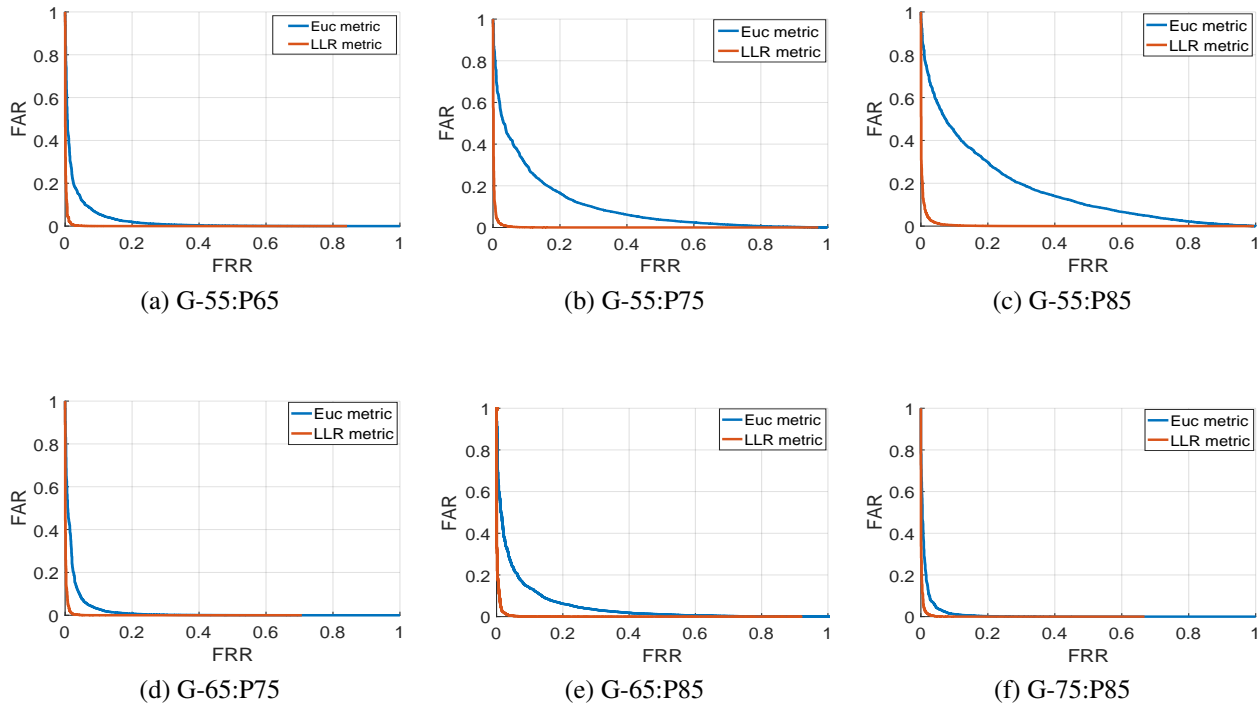 Euc metric
LLR metric
FAR
1
0.8
0.6
0.4
0.2
0
0 0.2 0.4 0.6 0.8 1
FRR
(a) G-55:P65
Euc metric
LLR metric
FAR
1
0.8
0.6
0.4
0.2
0
0 0.2 0.4 0.6 0.8 1
FRR
(b) G-55:P75
Euc metric
LLR metric
FAR
1
0.8
0.6
0.4
0.2
0
0 0.2 0.4 0.6 0.8 1
FRR
(c) G-55:P85
Euc metric
LLR metric
FAR
1
0.8
0.6
0.4
0.2
0
0 0.2 0.4 0.6 0.8 1
FRR
(d) G-65:P75
Euc metric
LLR metric
FAR
1
0.8
0.6
0.4
0.2
0
0 0.2 0.4 0.6 0.8 1
FRR
(e) G-65:P85
Euc metric
LLR metric
FAR
1
0.8
0.6
0.4
0.2
0
0 0.2 0.4 0.6 0.8 1
FRR
(f) G-75:P85